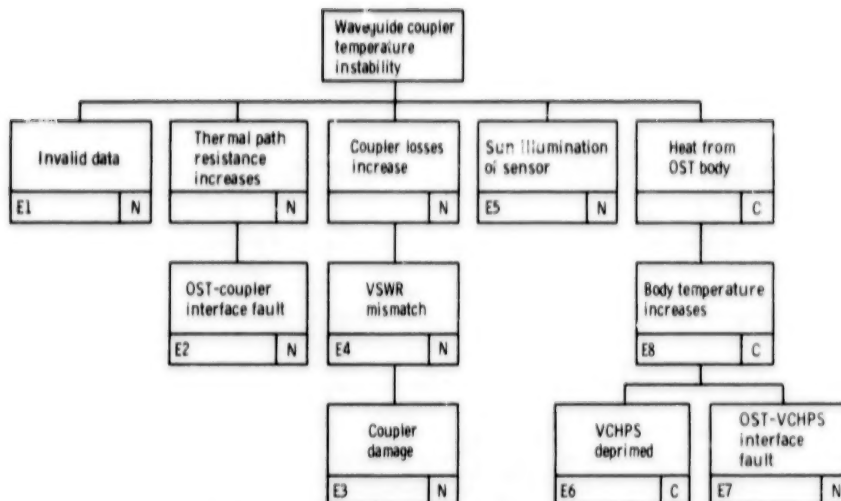 Waveguide coupler
temperature
instability
Invalid data
E1 N
Thermal path
resistance
increases
N
Coupler losses
increase
N
Sun illumination
of sensor
E5 N
Heat from
OST body
C
OST-coupler
interface fault
E2 N
VSWR
mismatch
E4 N
Body temperature
increases
E8 C
Coupler
damage
E3 N
VCHPS
deprimed
E6 C
OST-VCHPS
interface
fault
E7 N